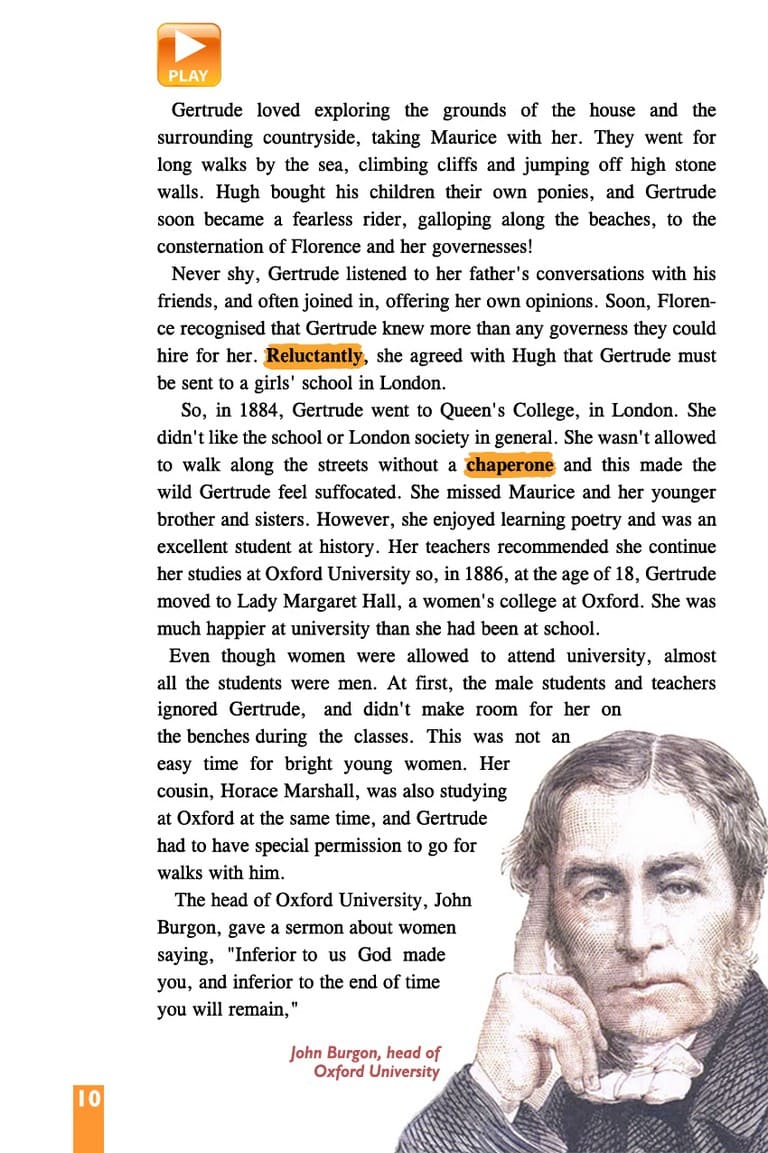 PLAY
Gertrude loved exploring the grounds of the house and the
surrounding countryside, taking Maurice with her. They went for
long walks by the sea, climbing cliffs and jumping off high stone
walls. Hugh bought his children their own ponies, and Gertrude
soon became a fearless rider, galloping along the beaches, to the
consternation of Florence and her governesses!
Never shy, Gertrude listened to her father's conversations with his
friends, and often joined in, offering her own opinions. Soon, Floren-
ce recognised that Gertrude knew more than any governess they could
hire for her. Reluctantly, she agreed with Hugh that Gertrude must
be sent to a girls' school in London.
So, in 1884, Gertrude went to Queen's College, in London. She
didn't like the school or London society in general. She wasn't allowed
to walk along the streets without a chaperone and this made the
wild Gertrude feel suffocated. She missed Maurice and her younger
brother and sisters. However, she enjoyed learning poetry and was an
excellent student at history. Her teachers recommended she continue
her studies at Oxford University so, in 1886, at the age of 18, Gertrude
moved to Lady Margaret Hall, a women's college at Oxford. She was
much happier at university than she had been at school.
Even though women were allowed to attend university, almost
all the students were men. At first, the male students and teachers
ignored Gertrude, and didn't make room for her on
the benches during the classes. This was not an
easy time for bright young women. Her
cousin, Horace Marshall, was also studying
at Oxford at the same time, and Gertrude
had to have special permission to go for
walks with him.
The head of Oxford University, John
Burgon, gave a sermon about women
saying, "Inferior to us God made
you, and inferior to the end of time
you will remain,"
John Burgon, head of
Oxford University
10